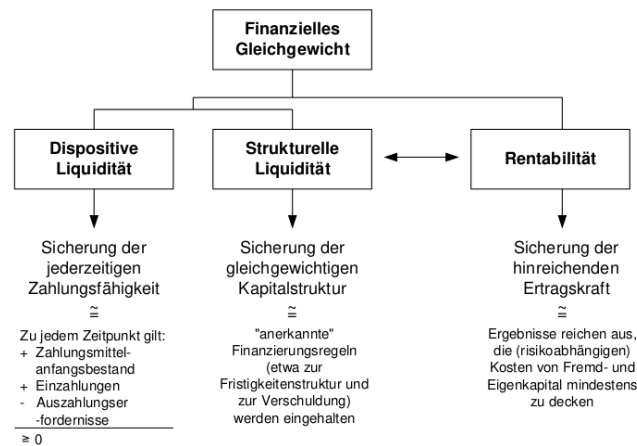 Finanzielles
Gleichgewicht
Dispositive
Liquidität
Strukturelle
Liquidität
Rentabilität
Sicherung der
jederzeitigen
Zahlungsfähigkeit
≅
Zu jedem Zeitpunkt gilt:
+ Zahlungsmittel-
anfangsbestand
+ Einzahlungen
- Auszahlungser
-fordernisse
≥ 0
Sicherung der
gleichgewichtigen
Kapitalstruktur
≅
"anerkannte"
Finanzierungsregeln
(etwa zur
Fristigkeitenstruktur und
zur Verschuldung)
werden eingehalten
Sicherung der
hinreichenden
Ertragskraft
≅
Ergebnisse reichen aus,
die (risikoabhängigen)
Kosten von Fremd- und
Eigenkapital mindestens
zu decken